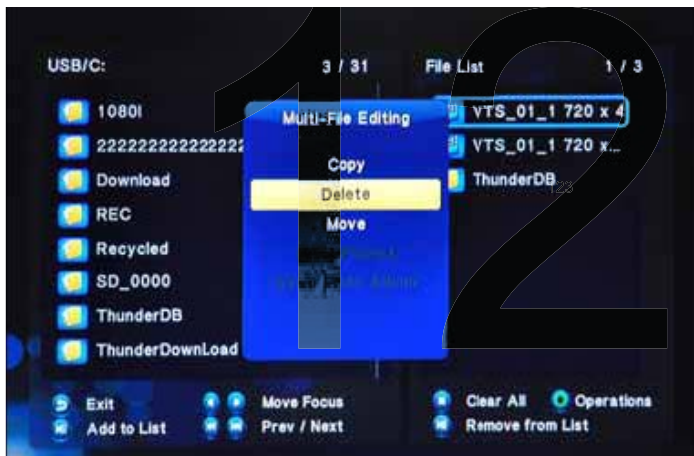 USB/C:
3 / 31
File List
1 / 3
1080I
2222222222222222
Download
REC
Recycled
SD_0000
ThunderDB
ThunderDownLoad
Multi-File Editing
Copy
Delete
Move
VTS_01_1 720 x 4
VTS_01_1 720 x...
ThunderDB
123
12
Exit
Move Focus
Clear All
Operations
Add to List
Prev / Next
Remove from List